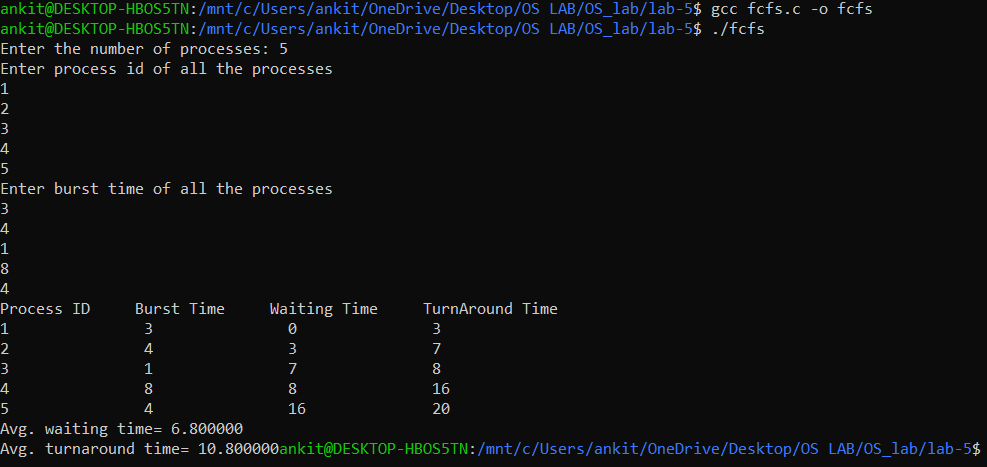 ankit@DESKTOP-HBOS5TN:/mnt/c/Users/ankit/OneDrive/Desktop/OS LAB/OS_lab/lab-5$ gcc fcfs.c -o fcfs
ankit@DESKTOP-HBOS5TN:/mnt/c/Users/ankit/OneDrive/Desktop/OS LAB/OS_lab/lab-5$ ./fcfs
Enter the number of processes: 5
Enter process id of all the processes
1
2
3
4
5
Enter burst time of all the processes
3
4
1
8
4
Process ID     Burst Time     Waiting Time     TurnAround Time
1               3               0               3
2               4               3               7
3               1               7               8
4               8               8               16
5               4               16              20
Avg. waiting time= 6.800000
Avg. turnaround time= 10.800000ankit@DESKTOP-HBOS5TN:/mnt/c/Users/ankit/OneDrive/Desktop/OS LAB/OS_lab/lab-5$